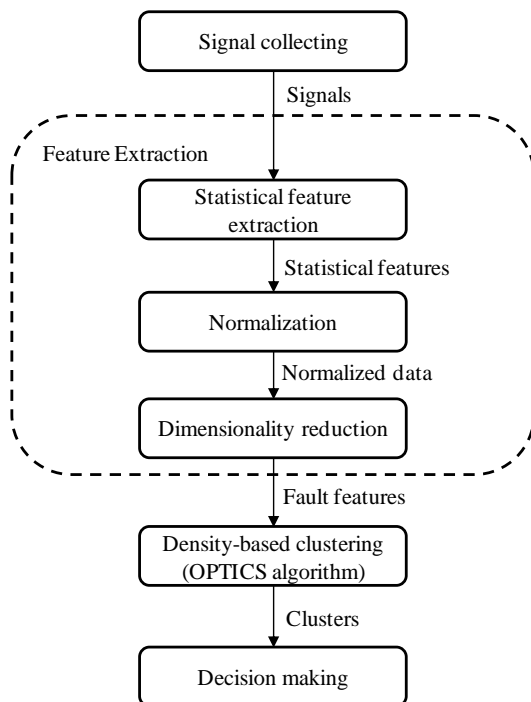 Signal collecting
Signals
Feature Extraction
Statistical feature
extraction
Statistical features
Normalization
Normalized data
Dimensionality reduction
Fault features
Density-based clustering
(OPTICS algorithm)
Clusters
Decision making